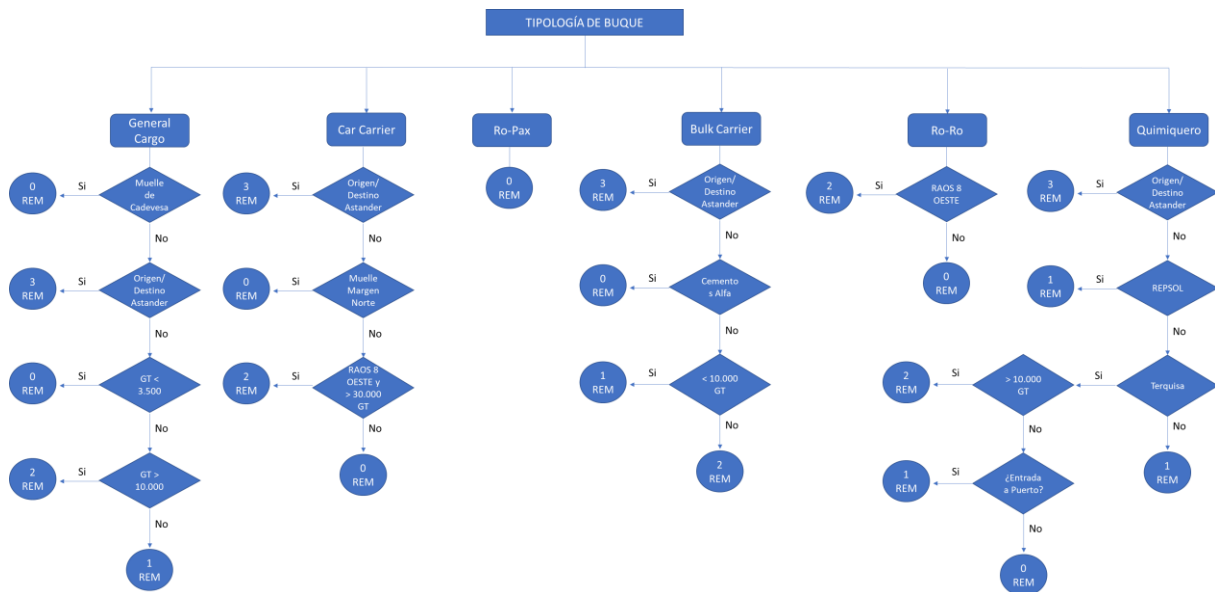 TIPOLOGÍA DE BUQUE
General
Cargo
Car Carrier
Ro-Pax
Bulk Carrier
Ro-Ro
Quimiquero
0
REM
Si
Muelle
de
Cadevesa
No
3
REM
Si
Origen/
Destino
Astander
No
0
REM
Si
GT <
3.500
No
2
REM
Si
GT >
10.000
No
1
REM
3
REM
Si
Origen/
Destino
Astander
No
0
REM
Si
Muelle
Margen
Norte
No
2
REM
Si
RAOS 8
OESTE y
> 30.000
GT
No
0
REM
0
REM
3
REM
Si
Origen/
Destino
Astander
No
0
REM
Si
Cemento
s Alfa
No
1
REM
Si
< 10.000
GT
No
2
REM
2
REM
Si
RAOS 8
OESTE
No
0
REM
3
REM
Si
Origen/
Destino
Astander
No
1
REM
Si
REPSOL
No
Terquisa
Si
No
1
REM
> 10.000
GT
Si
2
REM
No
¿Entrada
a Puerto?
Si
1
REM
No
0
REM